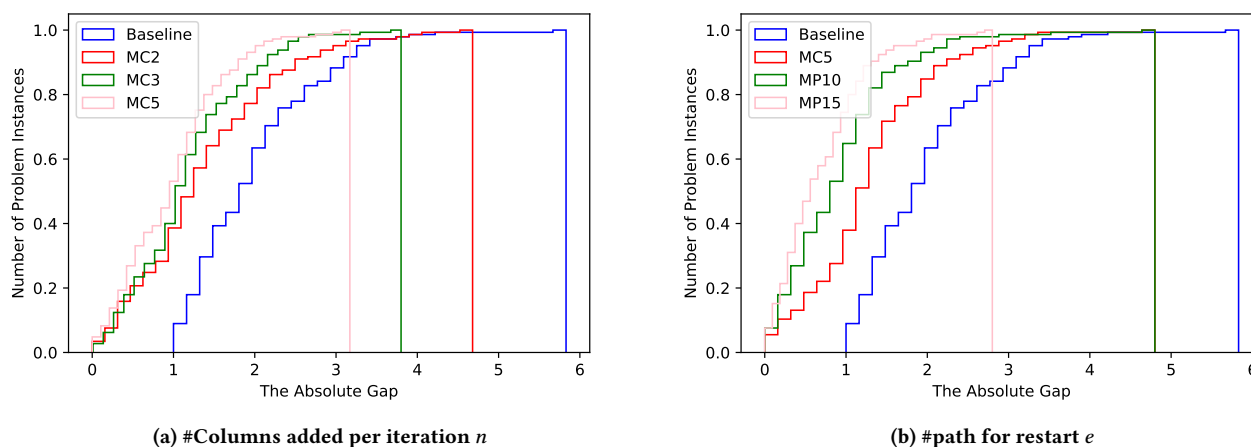 1.0
0.8
0.6
0.4
0.2
0.0
Number of Problem Instances
Baseline
MC2
MC3
MC5
0 1 2 3 4 5 6
The Absolute Gap
(a) #Columns added per iteration n
1.0
0.8
0.6
0.4
0.2
0.0
Number of Problem Instances
Baseline
MC5
MP10
MP15
0 1 2 3 4 5 6
The Absolute Gap
(b) #path for restart e